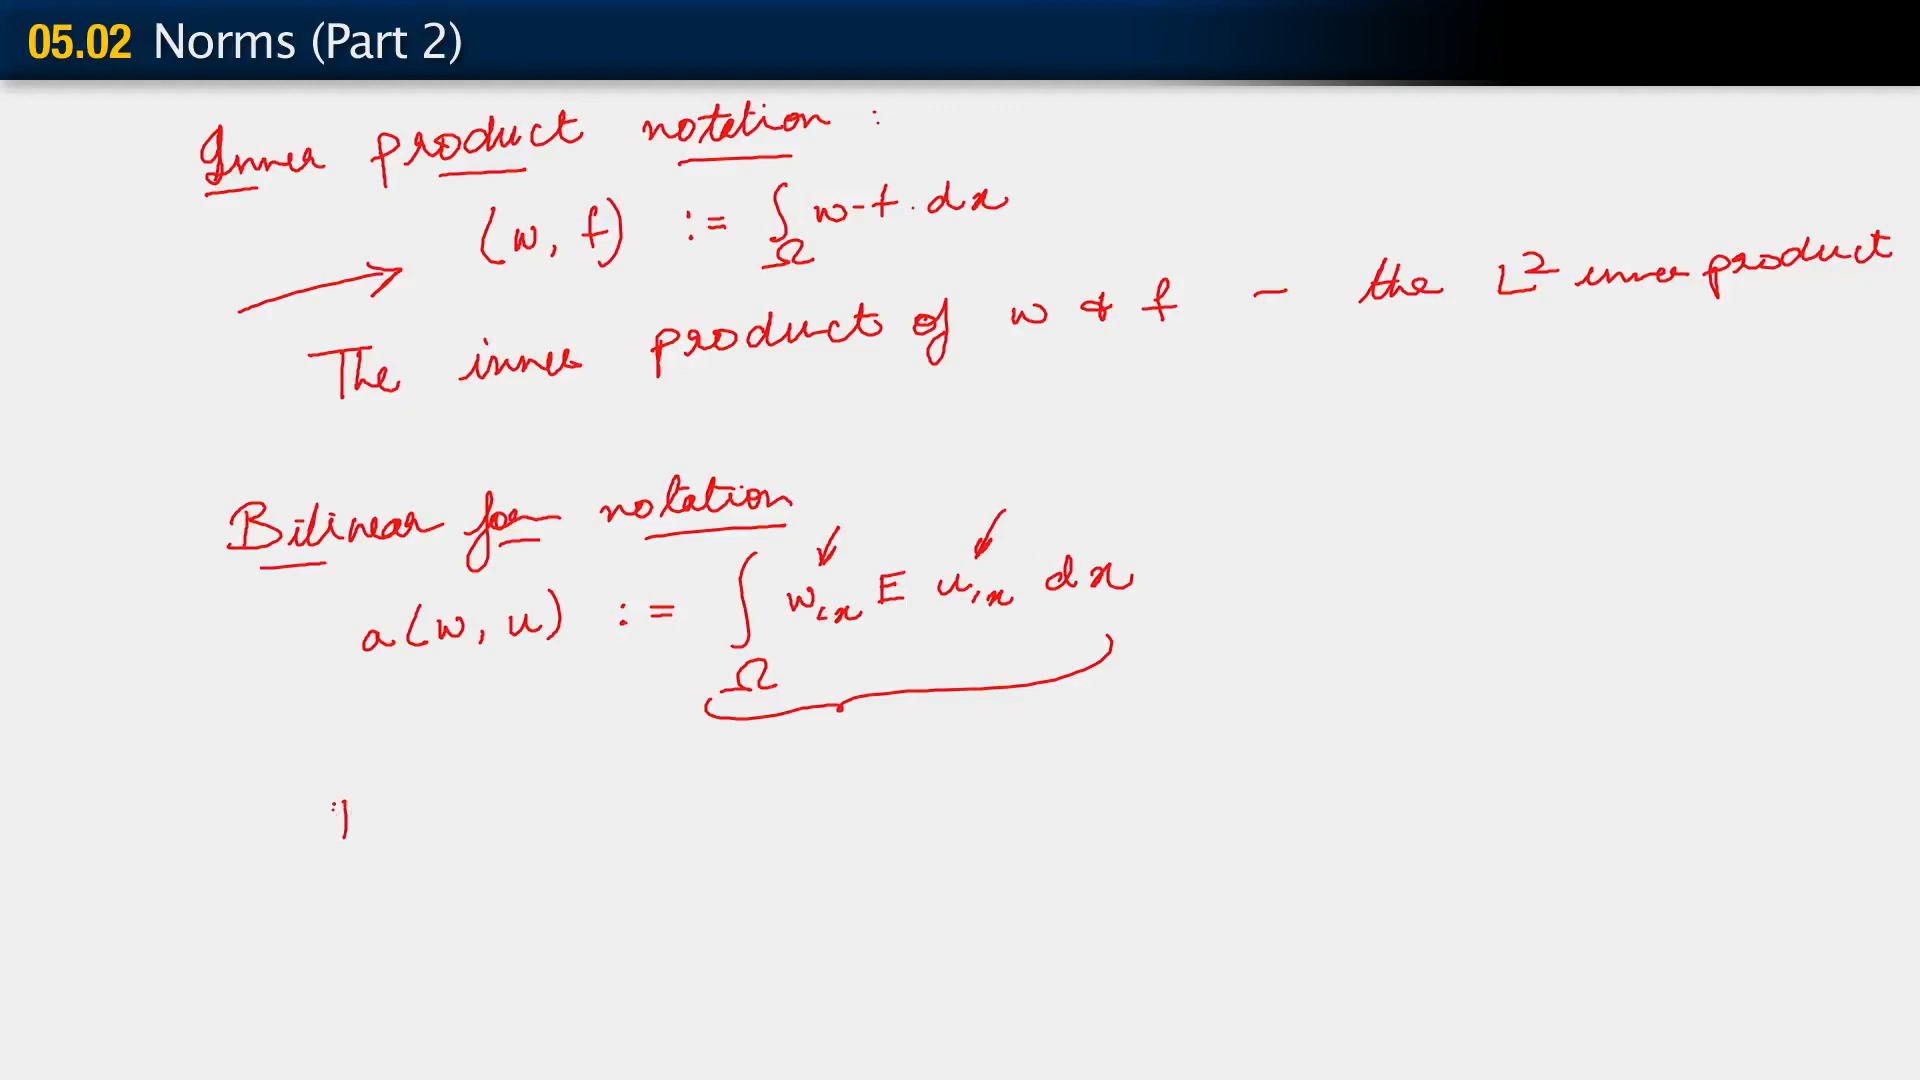 05.02 Norms (Part 2)
Inner product notation :
(w, f) := ∫_Ω w f . dx
The inner product of w & f - the L² inner product
Bilinear form notation
a(w, u) := ∫_Ω w,x E u,x dx